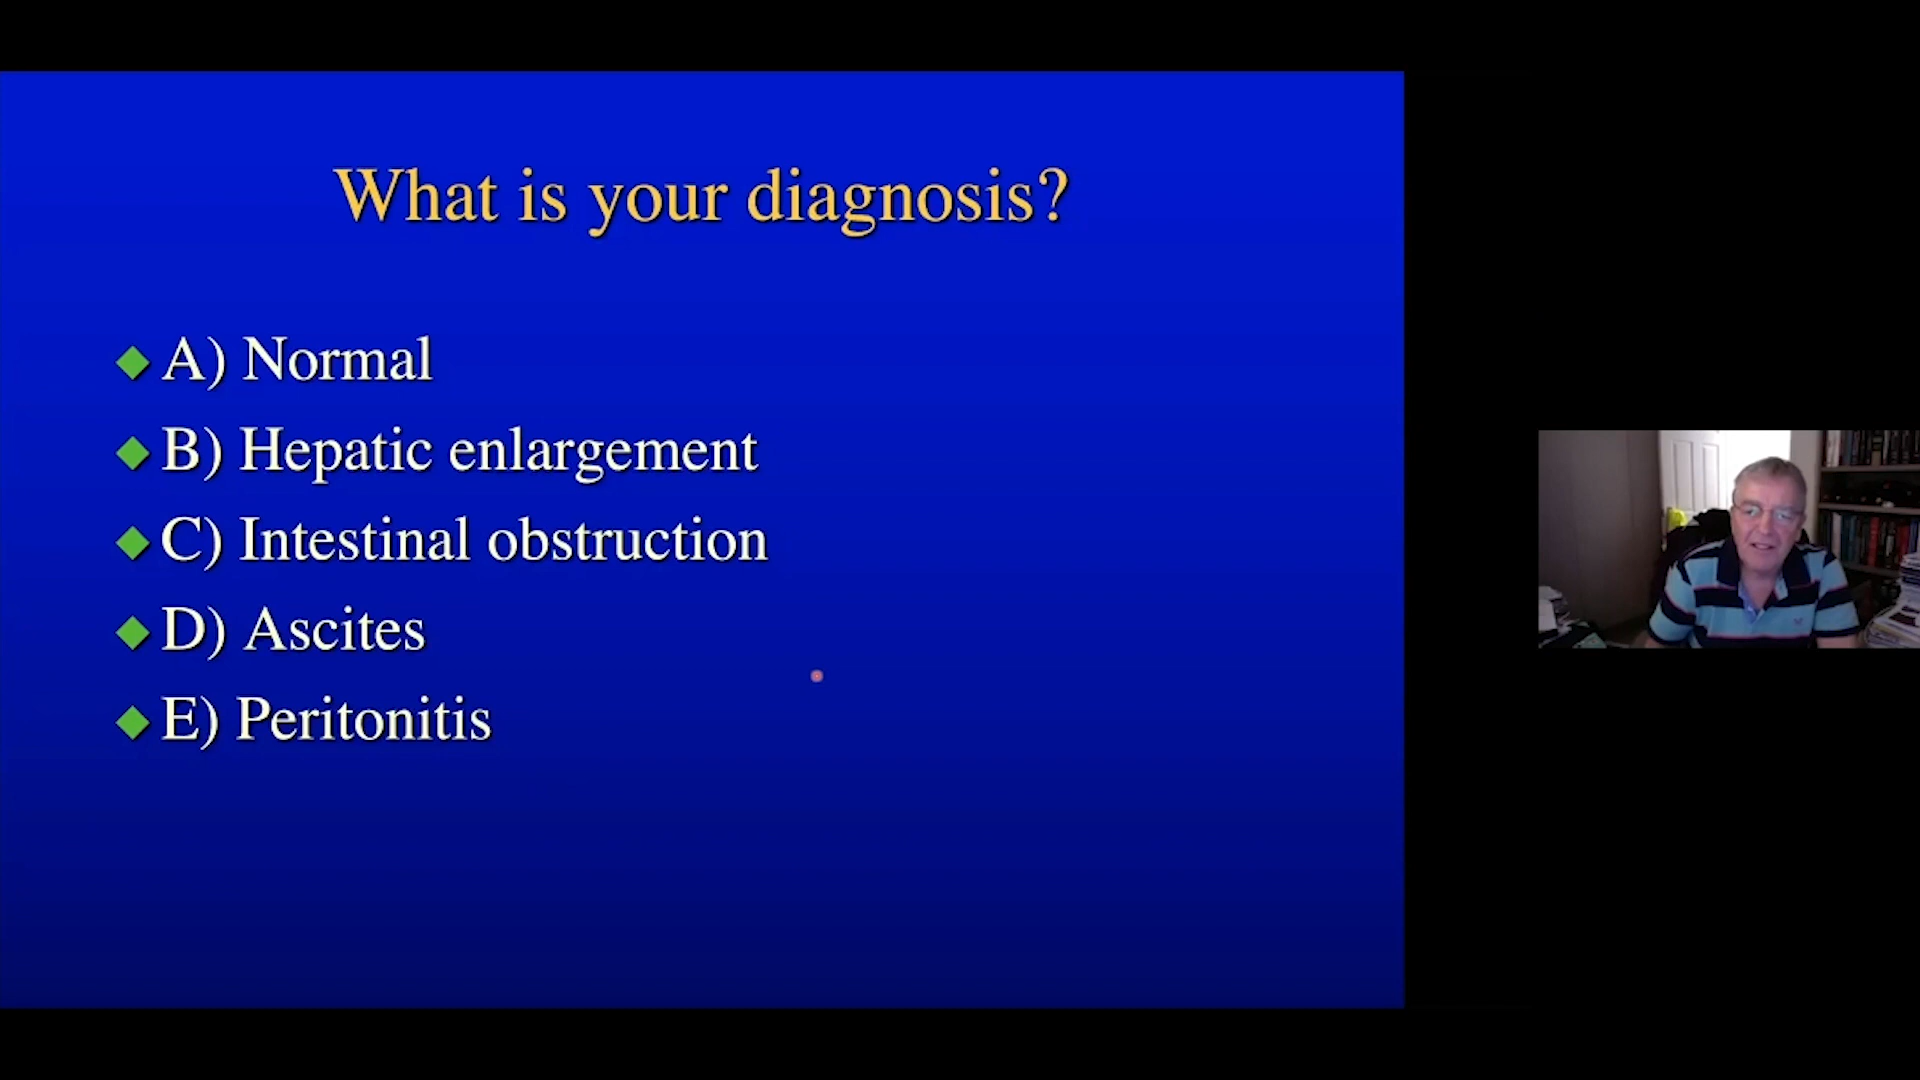 What is your diagnosis?
A) Normal
B) Hepatic enlargement
C) Intestinal obstruction
D) Ascites
E) Peritonitis